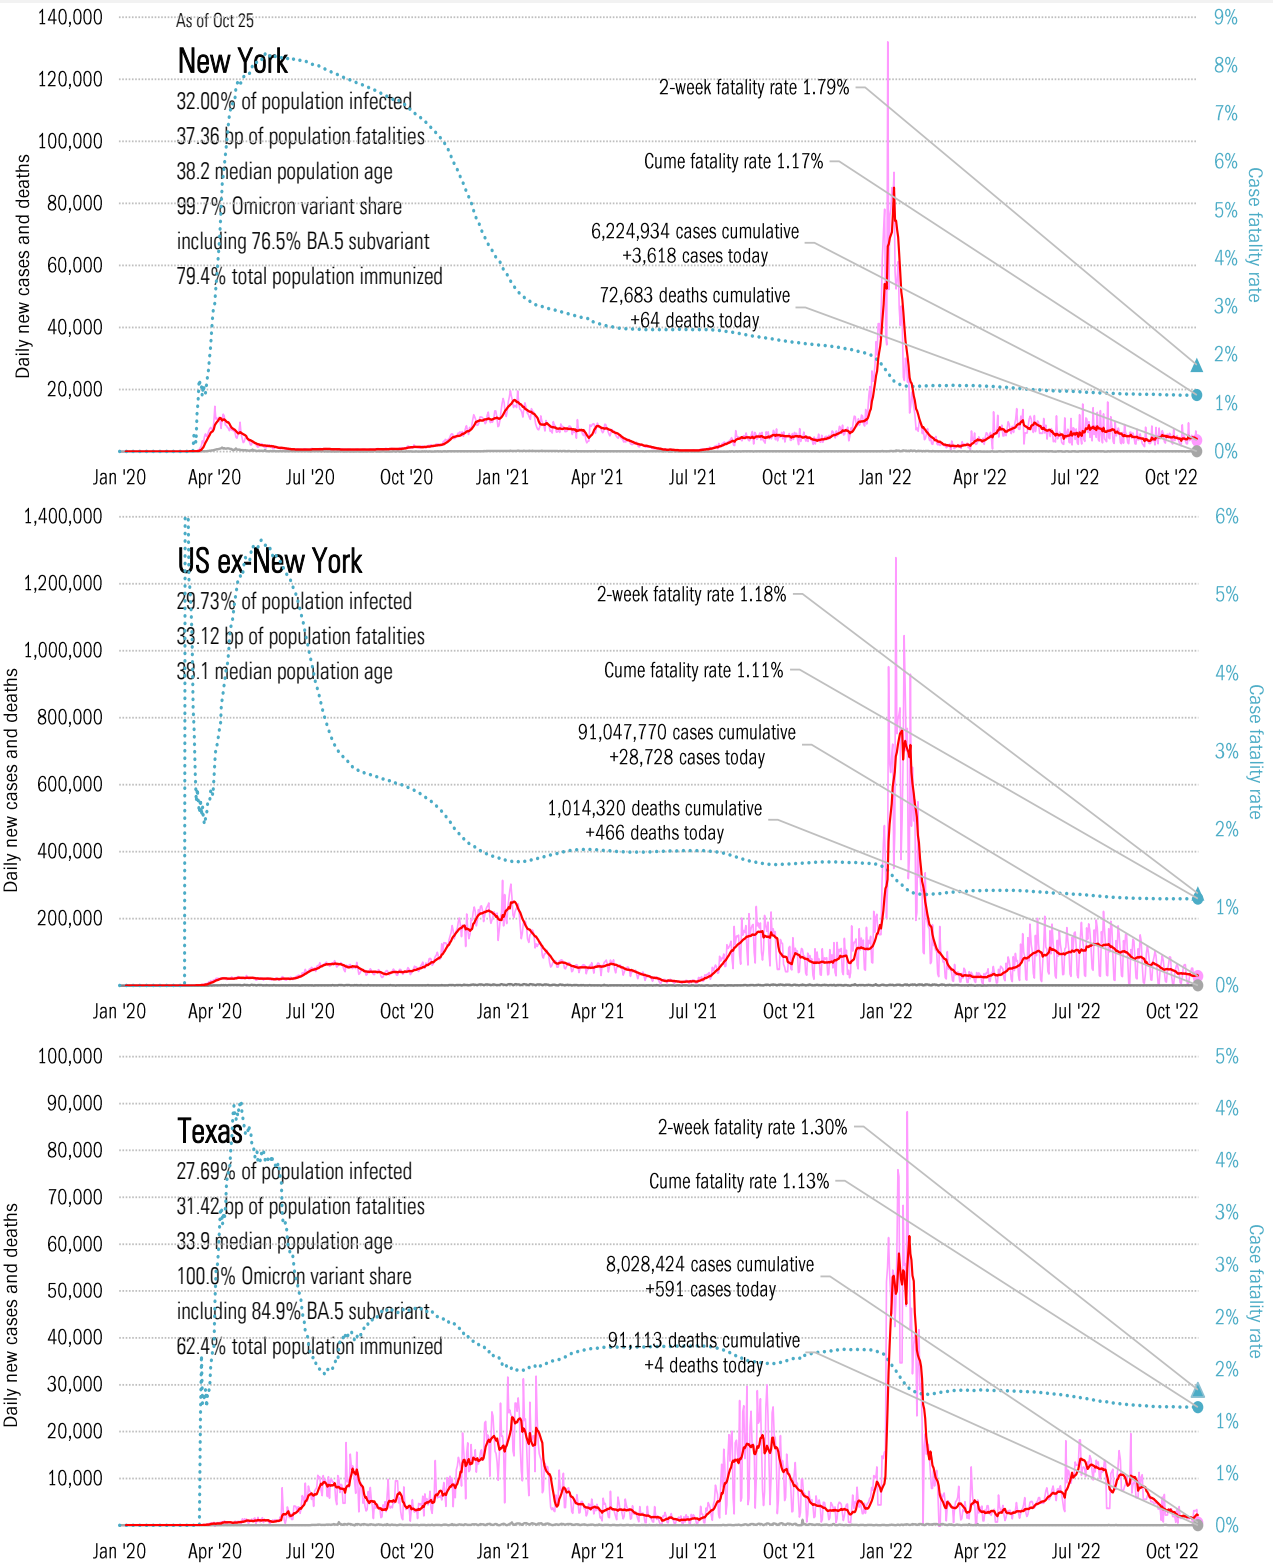 140,000
As of Oct 25
9%
New York
120,000
8%
32.00% of population infected
2-week fatality rate 1.79%
7%
37.36 bp of population fatalities
100,000
38.2 median population age
Cume fatality rate 1.17%
6%
99.7% Omicron variant share
80,000
5%
including 76.5% BA.5 subvariant
6,224,934 cases cumulative
+3,618 cases today
79.4% total population immunized
60,000
4%
72,683 deaths cumulative
+64 deaths today
3%
40,000
2%
20,000
1%
0%
Daily new cases and deaths
Case fatality rate
Jan '20 Apr '20 Jul '20 Oct '20 Jan '21 Apr '21 Jul '21 Oct '21 Jan '22 Apr '22 Jul '22 Oct '22
1,400,000
6%
US ex-New York
1,200,000
29.73% of population infected
2-week fatality rate 1.18%
5%
33.12 bp of population fatalities
1,000,000
38.1 median population age
Cume fatality rate 1.11%
4%
800,000
91,047,770 cases cumulative
+28,728 cases today
3%
600,000
1,014,320 deaths cumulative
+466 deaths today
2%
400,000
200,000
1%
0%
Daily new cases and deaths
Case fatality rate
Jan '20 Apr '20 Jul '20 Oct '20 Jan '21 Apr '21 Jul '21 Oct '21 Jan '22 Apr '22 Jul '22 Oct '22
100,000
5%
90,000
4%
Texas
2-week fatality rate 1.30%
80,000
4%
27.69% of population infected
Cume fatality rate 1.13%
70,000
31.42 bp of population fatalities
3%
33.9 median population age
60,000
8,028,424 cases cumulative
3%
100.0% Omicron variant share
+591 cases today
50,000
including 84.9% BA.5 subvariant
2%
40,000
91,113 deaths cumulative
62.4% total population immunized
+4 deaths today
2%
30,000
20,000
1%
10,000
1%
0%
Daily new cases and deaths
Case fatality rate
Jan '20 Apr '20 Jul '20 Oct '20 Jan '21 Apr '21 Jul '21 Oct '21 Jan '22 Apr '22 Jul '22 Oct '22